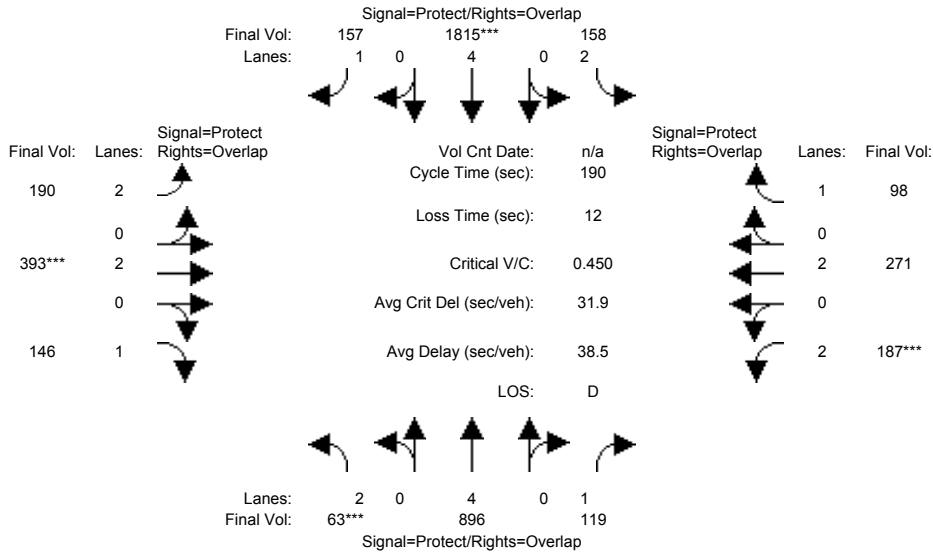 Signal=Protect/Rights=Overlap
Final Vol: 157 1815*** 158
Lanes: 1 0 4 0 2
Signal=Protect
Final Vol: Lanes: Rights=Overlap
Vol Cnt Date: n/a
Signal=Protect
Rights=Overlap Lanes: Final Vol:
Cycle Time (sec): 190
190 2
1 98
Loss Time (sec): 12
0
0
393*** 2
Critical V/C: 0.450
2 271
0
Avg Crit Del (sec/veh): 31.9
0
146 1
Avg Delay (sec/veh): 38.5
2 187***
LOS: D
Lanes: 2 0 4 0 1
Final Vol: 63*** 896 119
Signal=Protect/Rights=Overlap